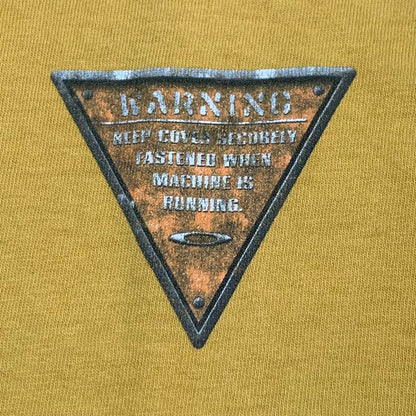 WARNING
KEEP COVER SECURELY
FASTENED WHEN
MACHINE IS
RUNNING.